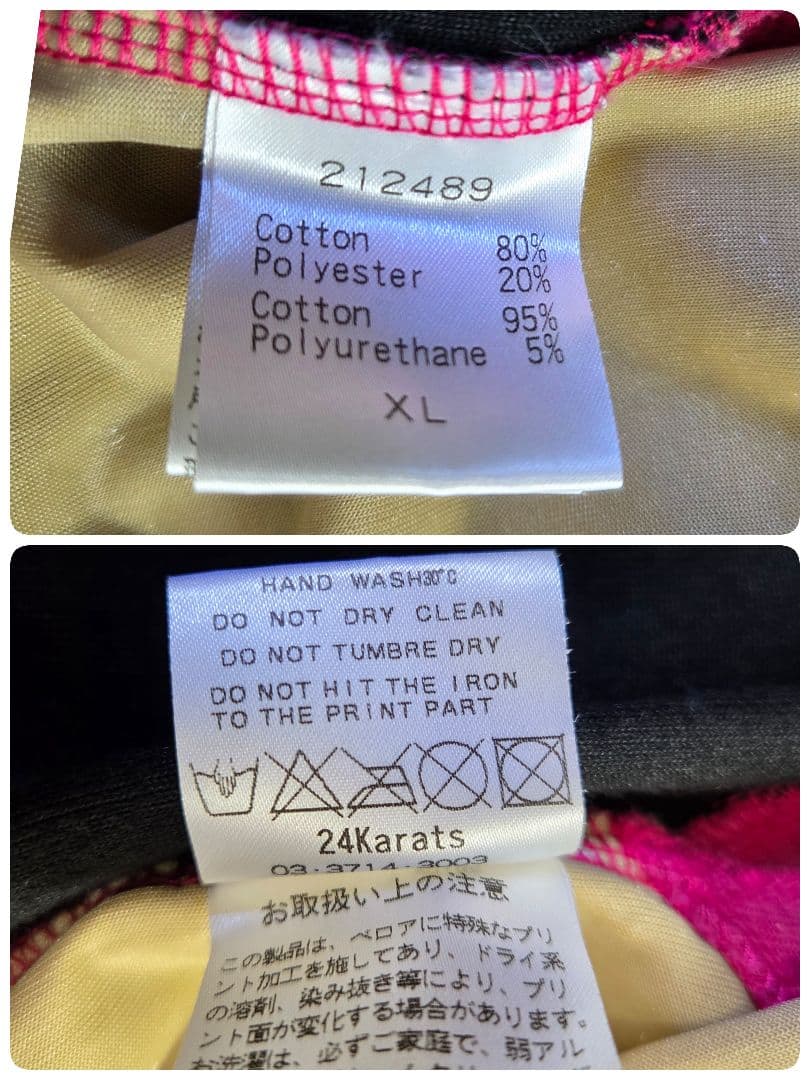 212489
Cotton 80%
Polyester 20%
Cotton 95%
Polyurethane 5%
XL
HAND WASH30℃
DO NOT DRY CLEAN
DO NOT TUMBRE DRY
DO NOT HIT THE IRON
TO THE PRINT PART
24Karats
03-3714-3003
お取扱い上の注意
この製品は、ベロアに特殊なプリ
ント加工を施してあり、ドライ系
の溶剤、染み抜き等により、プリ
ント面が変化する場合があります。
お洗濯は、必ずご家庭で、弱アル